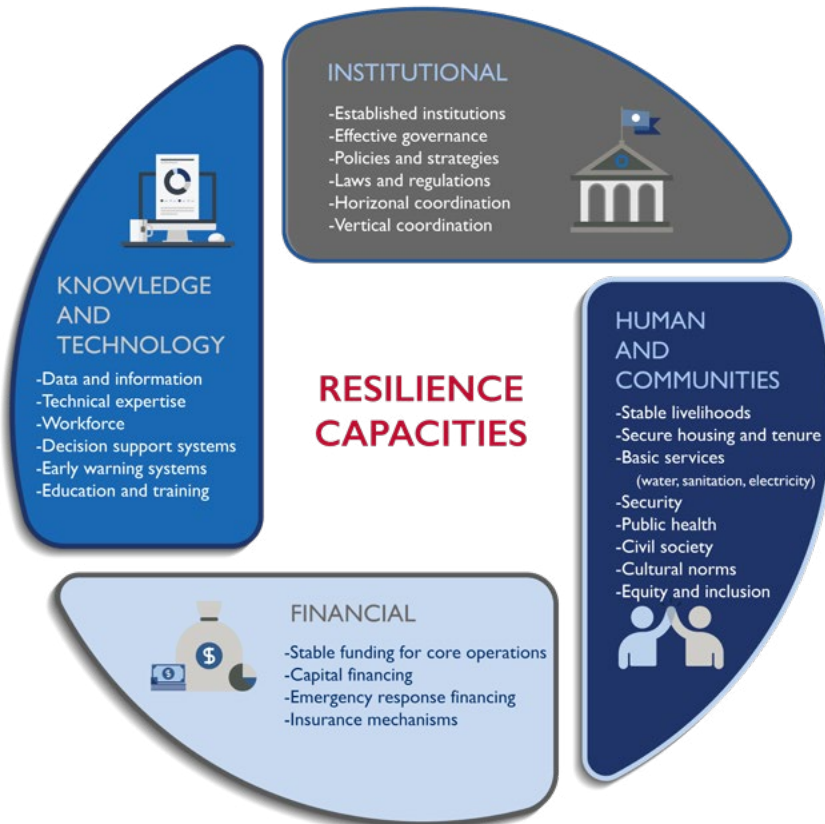 INSTITUTIONAL
-Established institutions
-Effective governance
-Policies and strategies
-Laws and regulations
-Horizonal coordination
-Vertical coordination
KNOWLEDGE
AND
TECHNOLOGY
-Data and information
-Technical expertise
-Workforce
-Decision support systems
-Early warning systems
-Education and training
RESILIENCE
CAPACITIES
HUMAN
AND
COMMUNITIES
-Stable livelihoods
-Secure housing and tenure
-Basic services
(water, sanitation, electricity)
-Security
-Public health
-Civil society
-Cultural norms
-Equity and inclusion
FINANCIAL
-Stable funding for core operations
-Capital financing
-Emergency response financing
-Insurance mechanisms
$
$